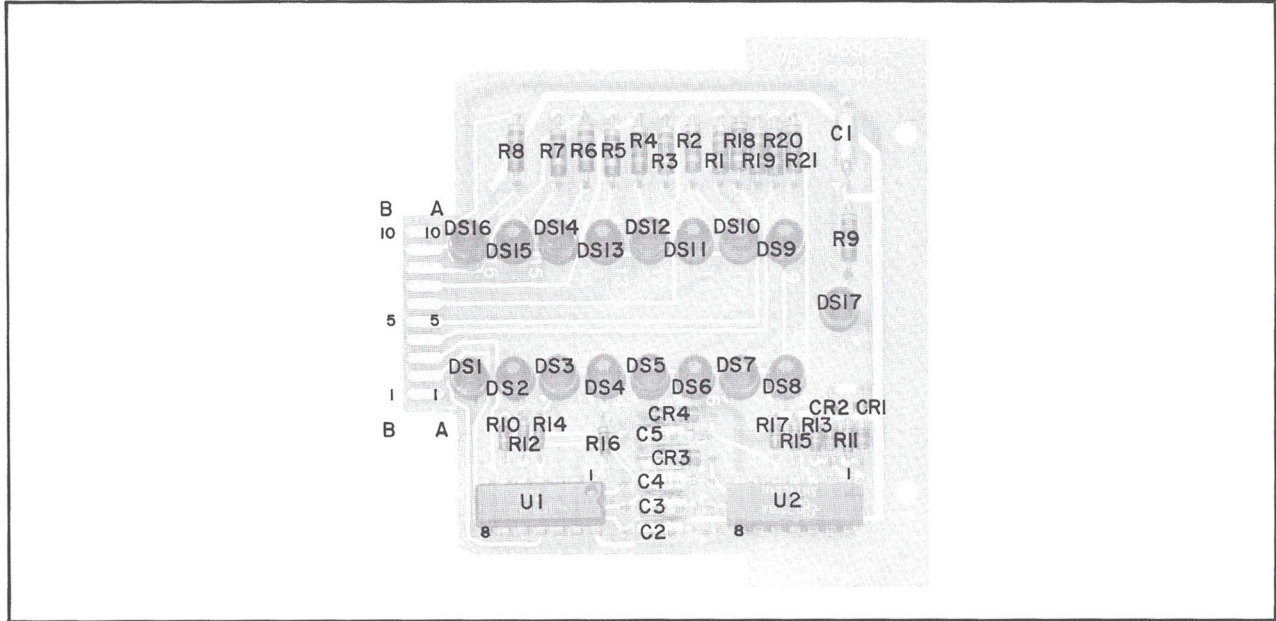 hp
C1
R4 R2 R18 R20
R8 R7 R6 R5 R3 R1 R19 R21
B A
10 10 DS16 DS14 DS12 DS10
DS15 DS13 DS11 DS9 R9
DS17
5 5
DS1 DS3 DS5 DS7
DS2 DS4 DS6 DS8
1 1
CR4 CR2 CR1
B A R10 R14 C5 R17 R13
R12 R16 R15 R11
CR3
1 C4 1
U1 C3 U2
8 C2 8